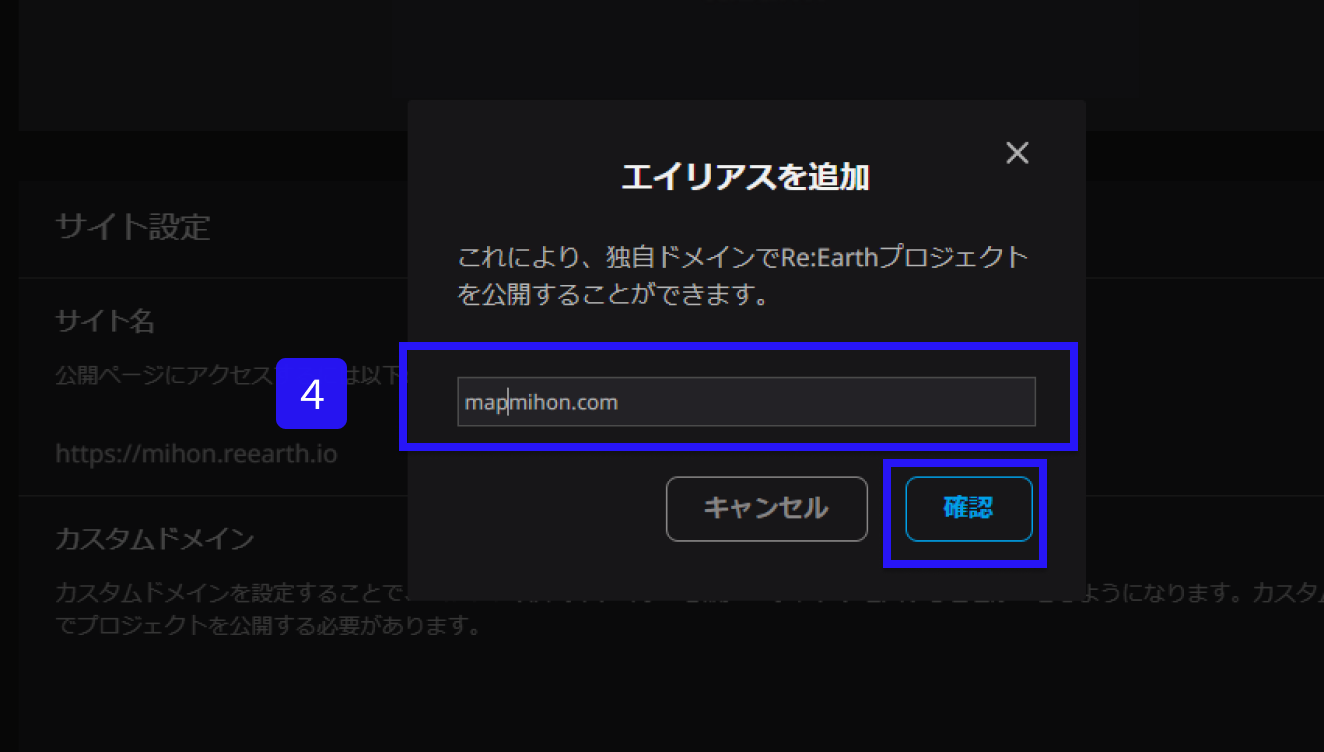 エイリアスを追加
これにより、独自ドメインでRe:Earthプロジェクト
を公開することができます。
4
mapmihon.com
キャンセル
確認
サイト設定
サイト名
公開ページにアクセス は以下
https://mihon.reearth.io
カスタムドメイン
カスタムドメインを設定することで、 ようになります。カスタム
でプロジェクトを公開する必要があります。